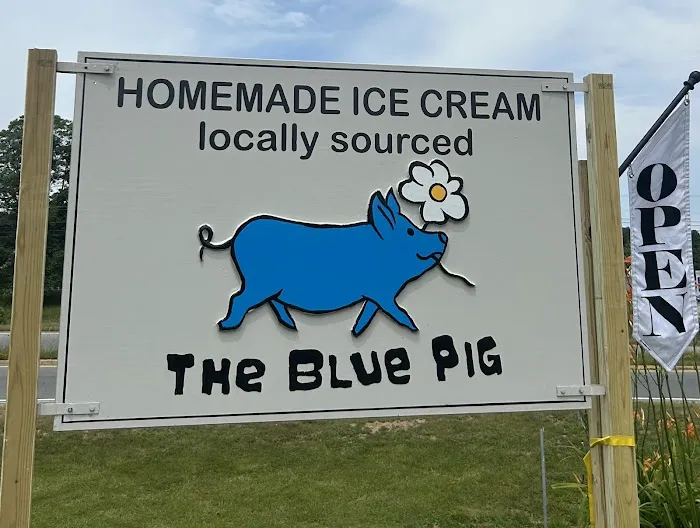 HOMEMADE ICE CREAM
locally sourced
THE BLUE PIG
OPEN